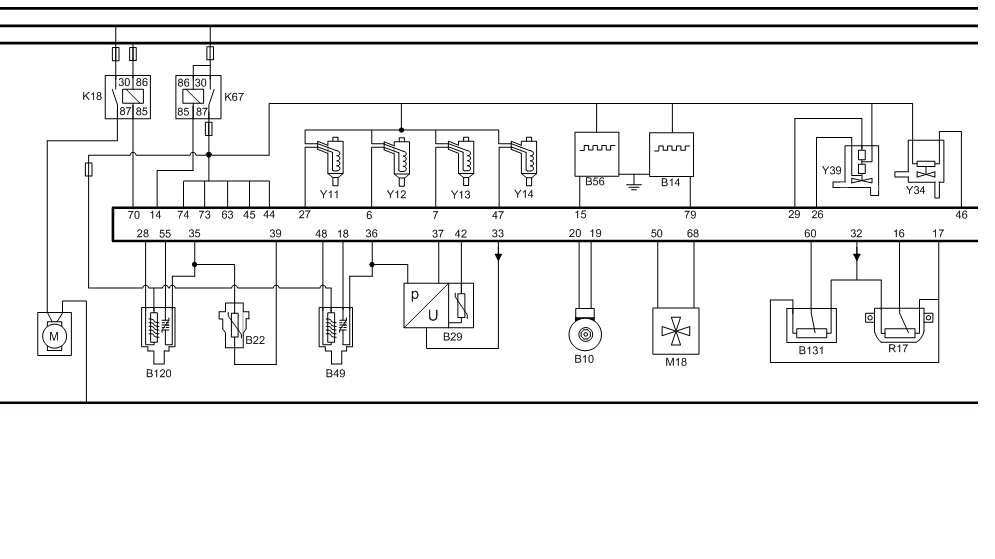 30 86
86 30
K18
K67
87 85
85 87
Y11
Y12
Y13
Y14
B56
B14
Y39
Y34
70 14 74 73 63 45 44 27 6 7 47 15 79 29 26 46
28 55 35 39 48 18 36 37 42 33 20 19 50 68 60 32 16 17
p
U
M
B22
B29
B120
B49
B10
M18
B131
R17